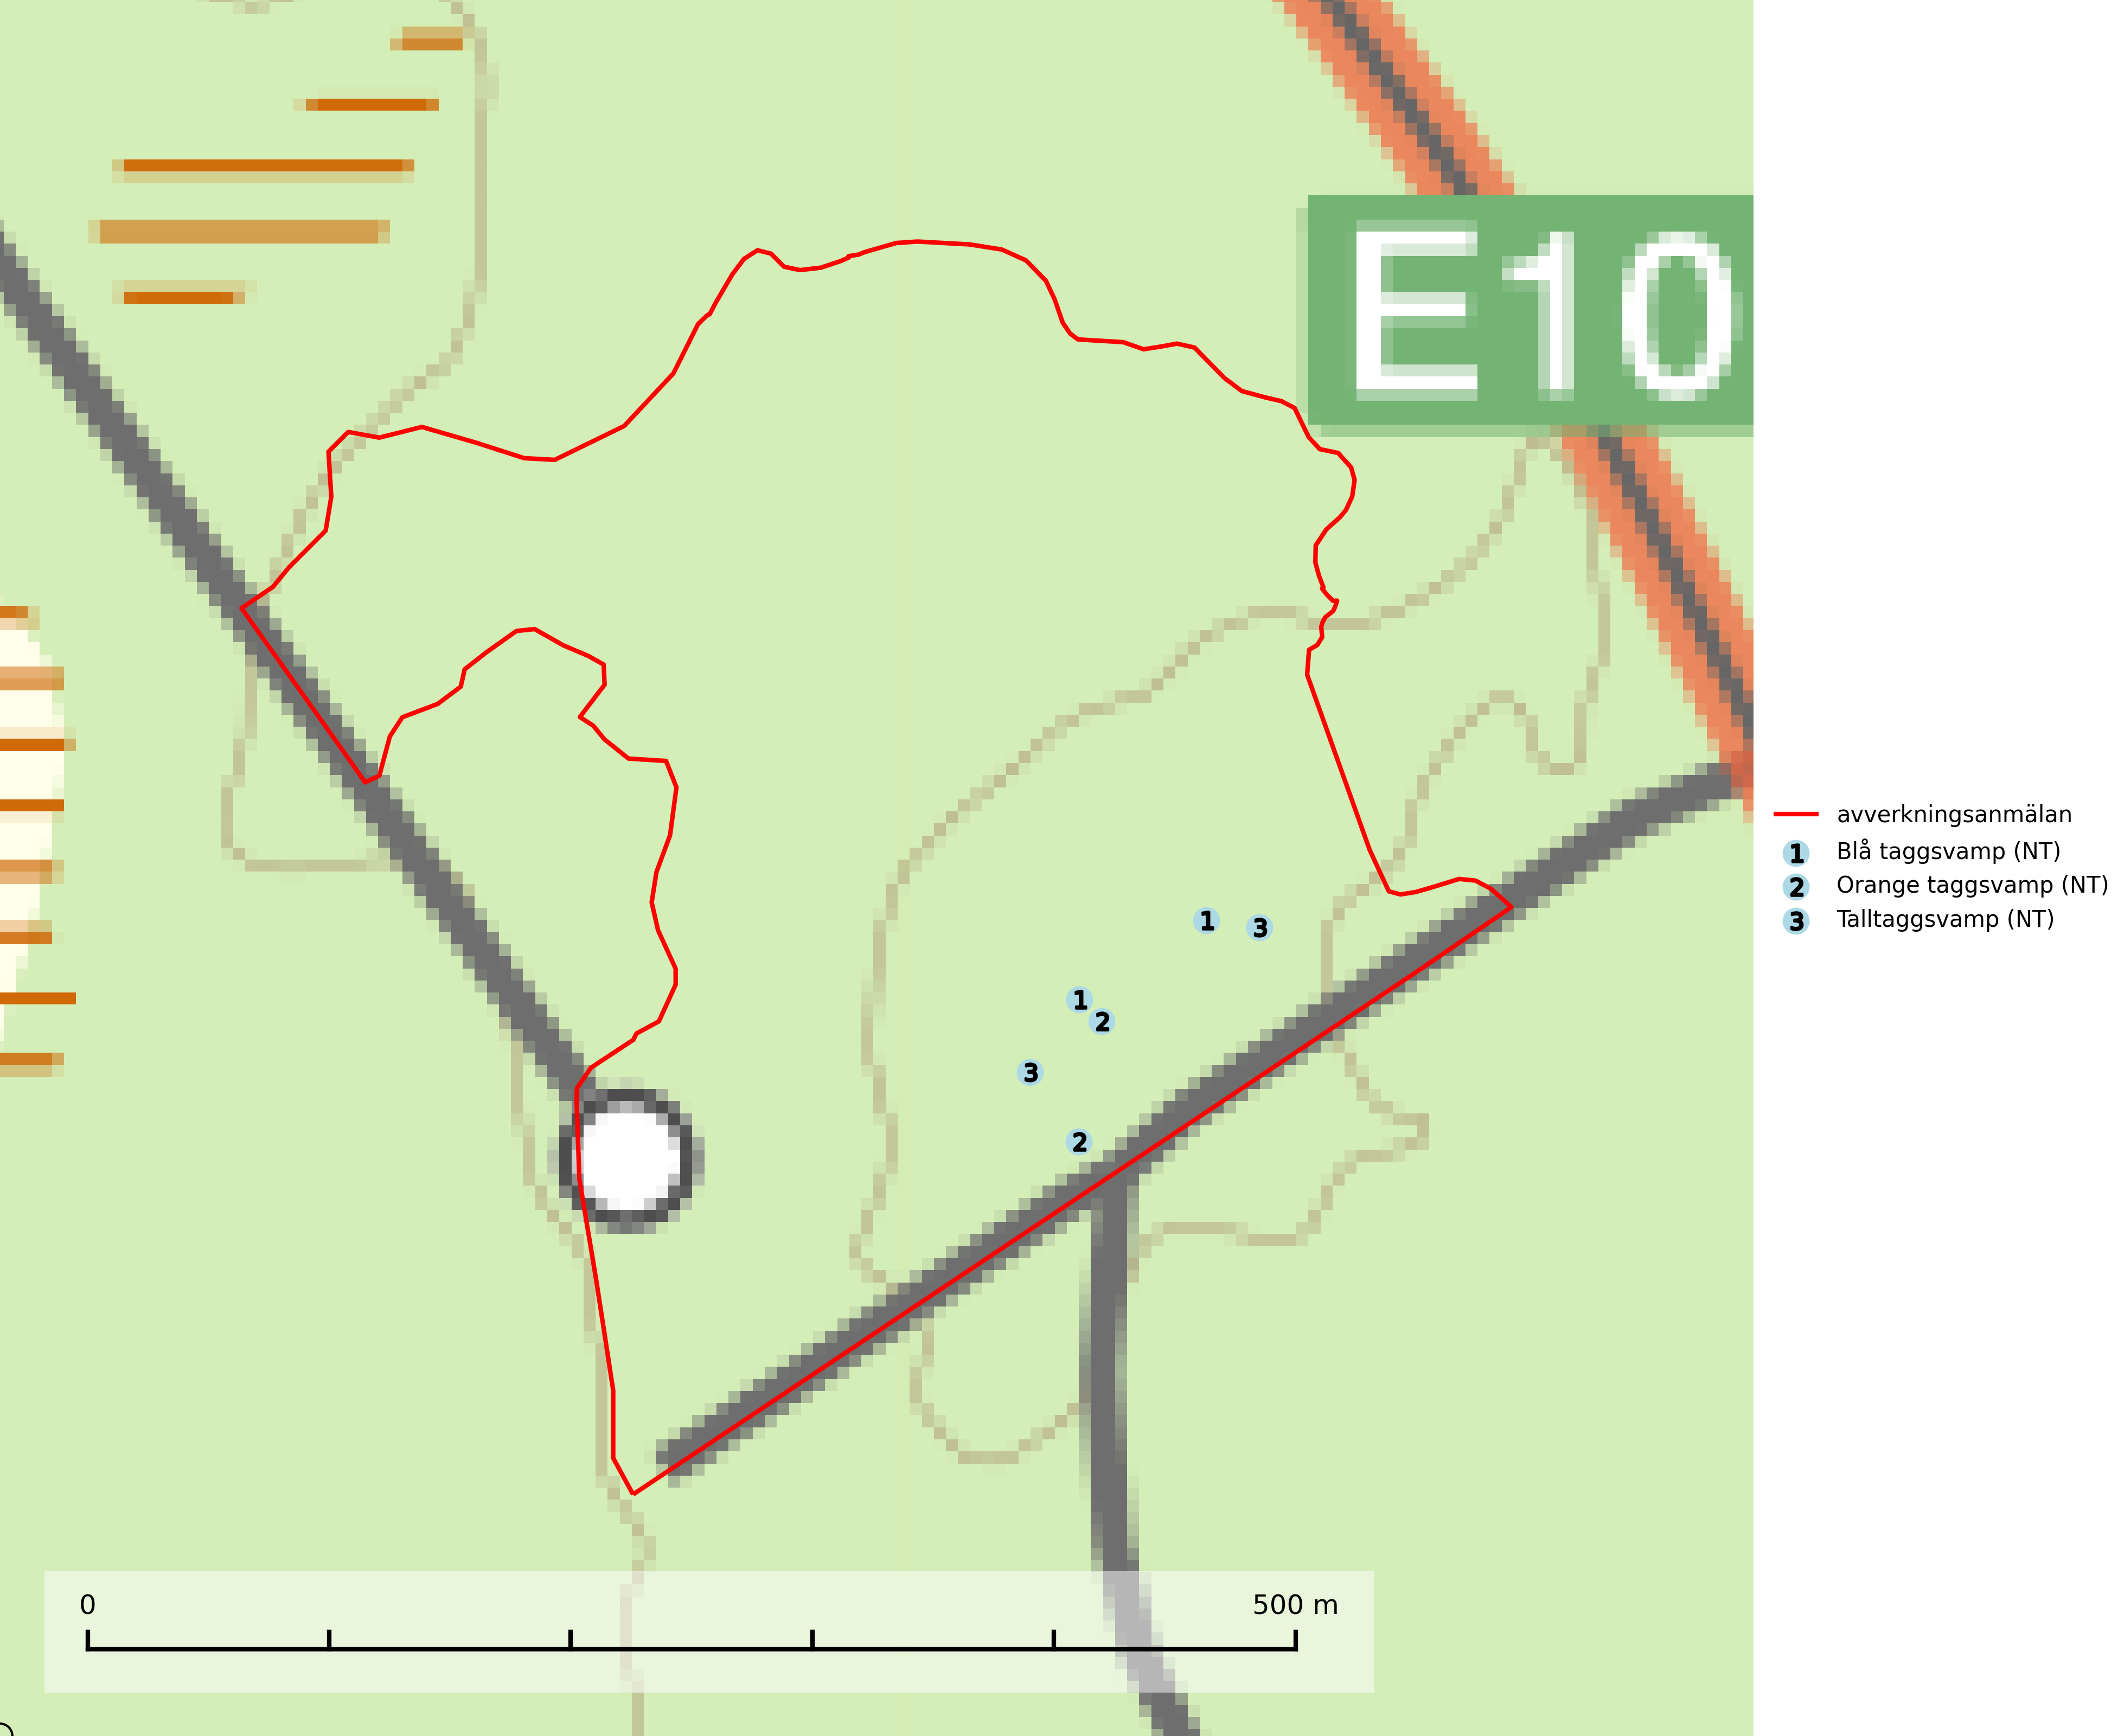 E10
avverkningsanmälan
1 Blå taggsvamp (NT)
2 Orange taggsvamp (NT)
3 Talltaggsvamp (NT)
1
3
1
2
3
2
0 500 m